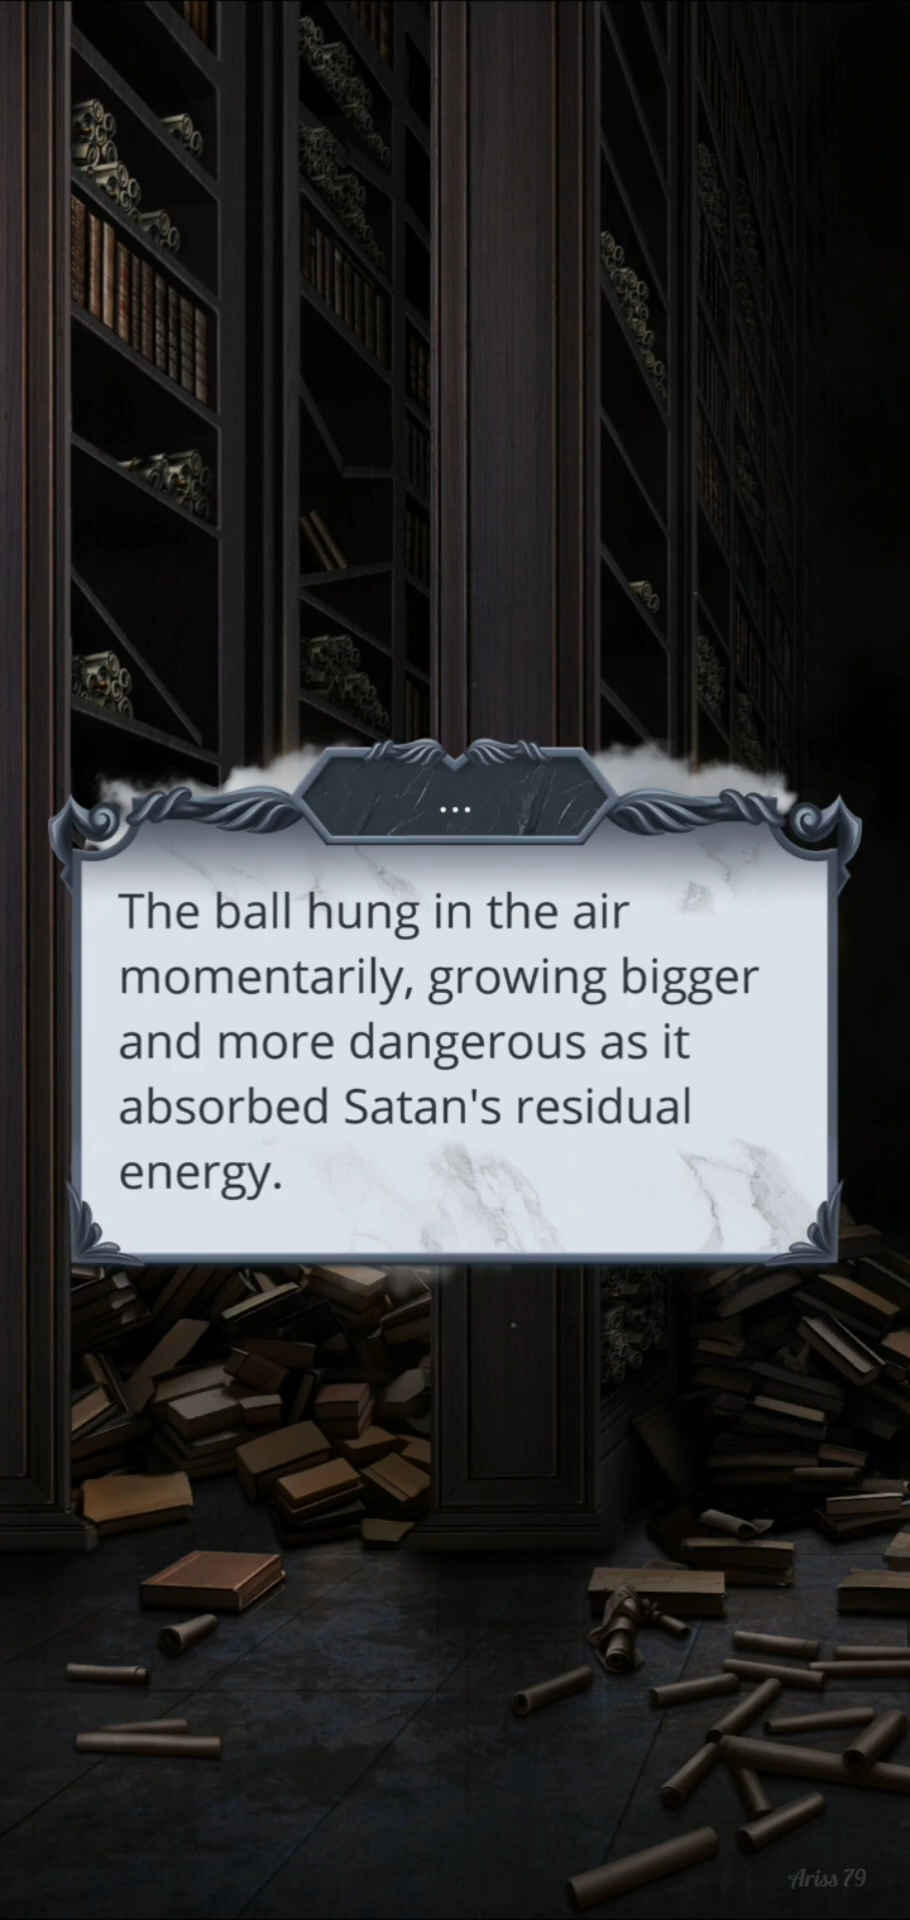 ...
The ball hung in the air
momentarily, growing bigger
and more dangerous as it
absorbed Satan's residual
energy.
Ariss 79